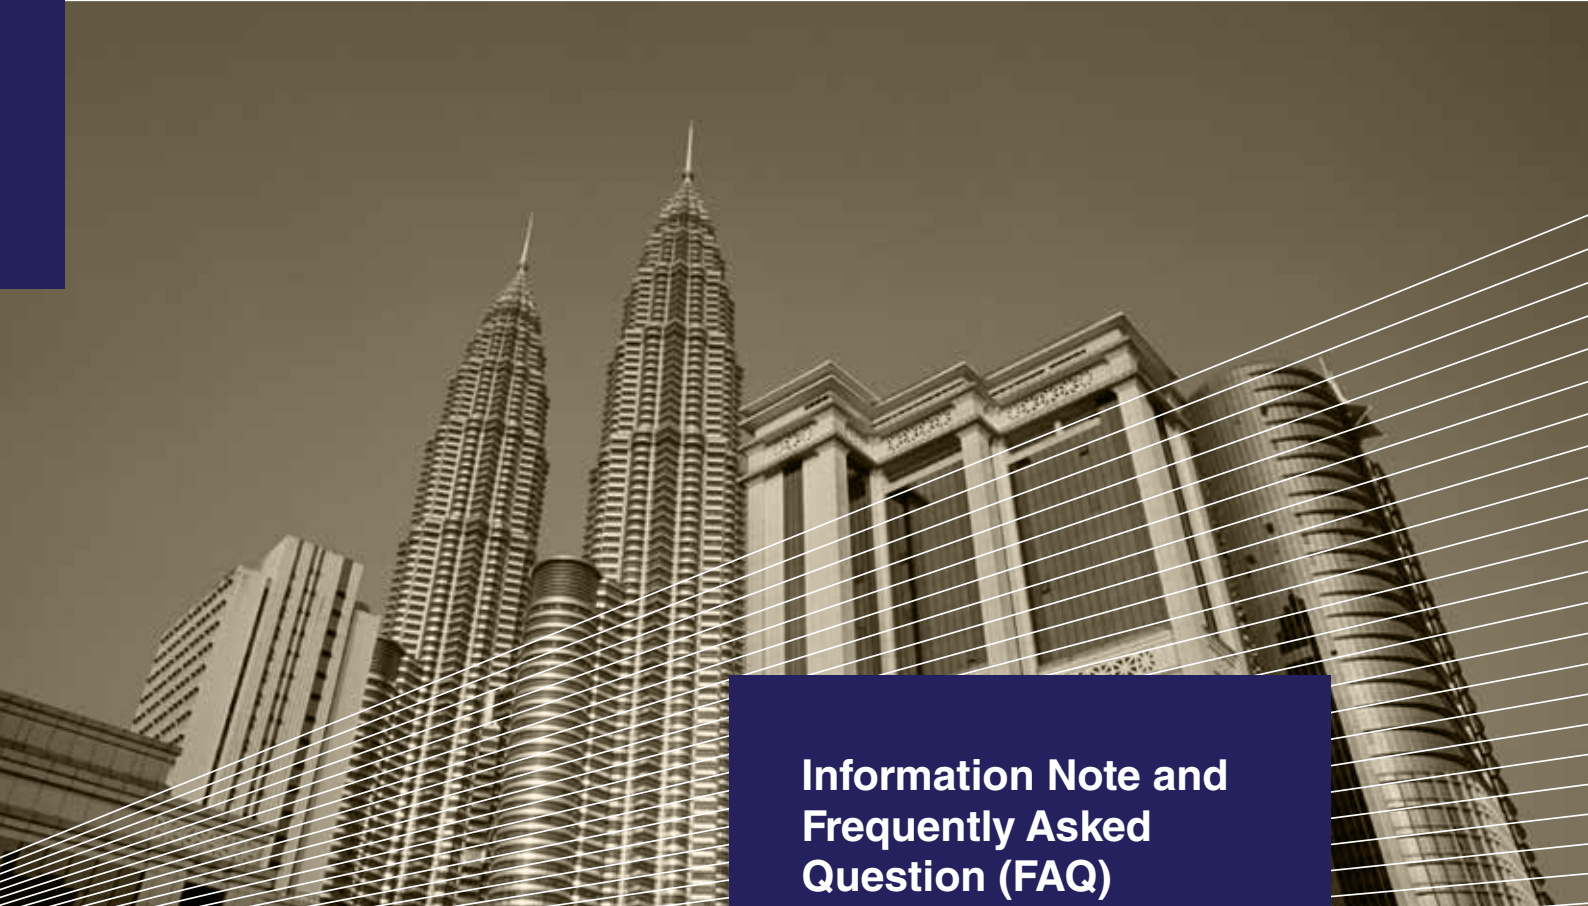 Information Note and
Frequently Asked
Question (FAQ)